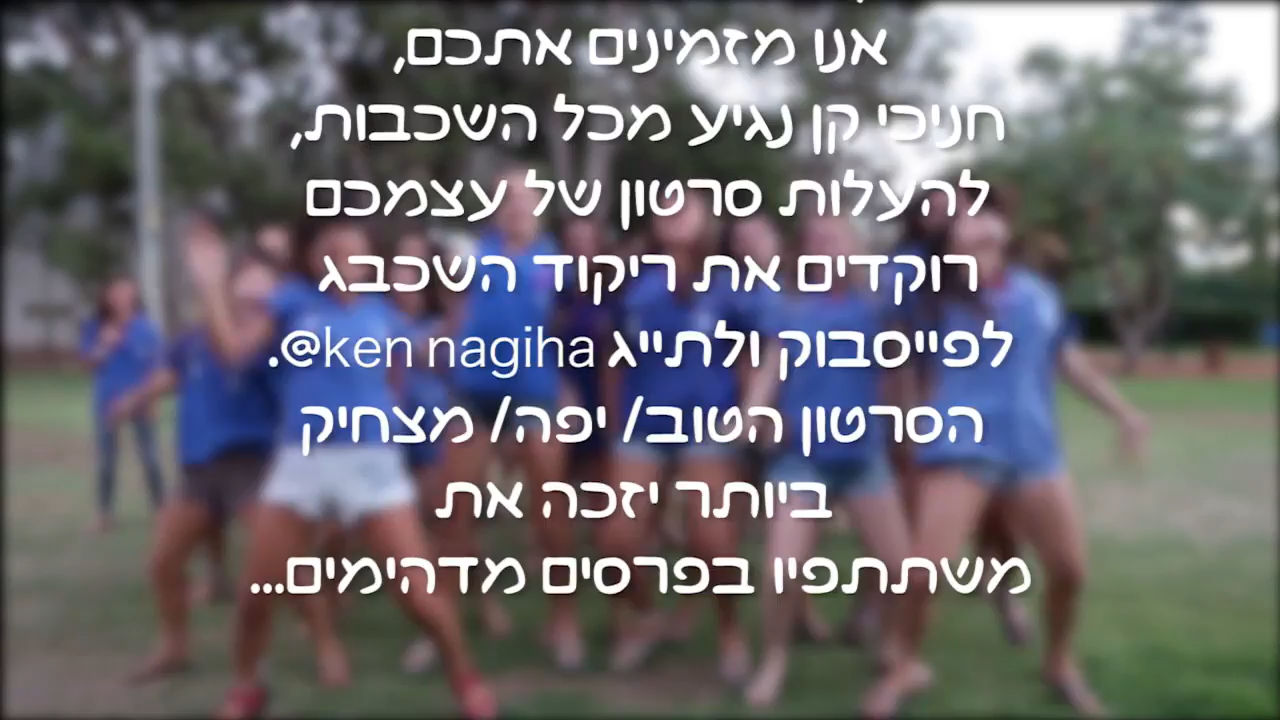 אנו מזמינים אתכם,
חניכי קן נגיע מכל השכבות,
להעלות סרטון של עצמכם
רוקדים את ריקוד השכבג
לפייסבוק ולתייג ken nagiha@.
הסרטון הטוב/ יפה/ מצחיק
ביותר יזכה את
משתתפיו בפרסים מדהימים...